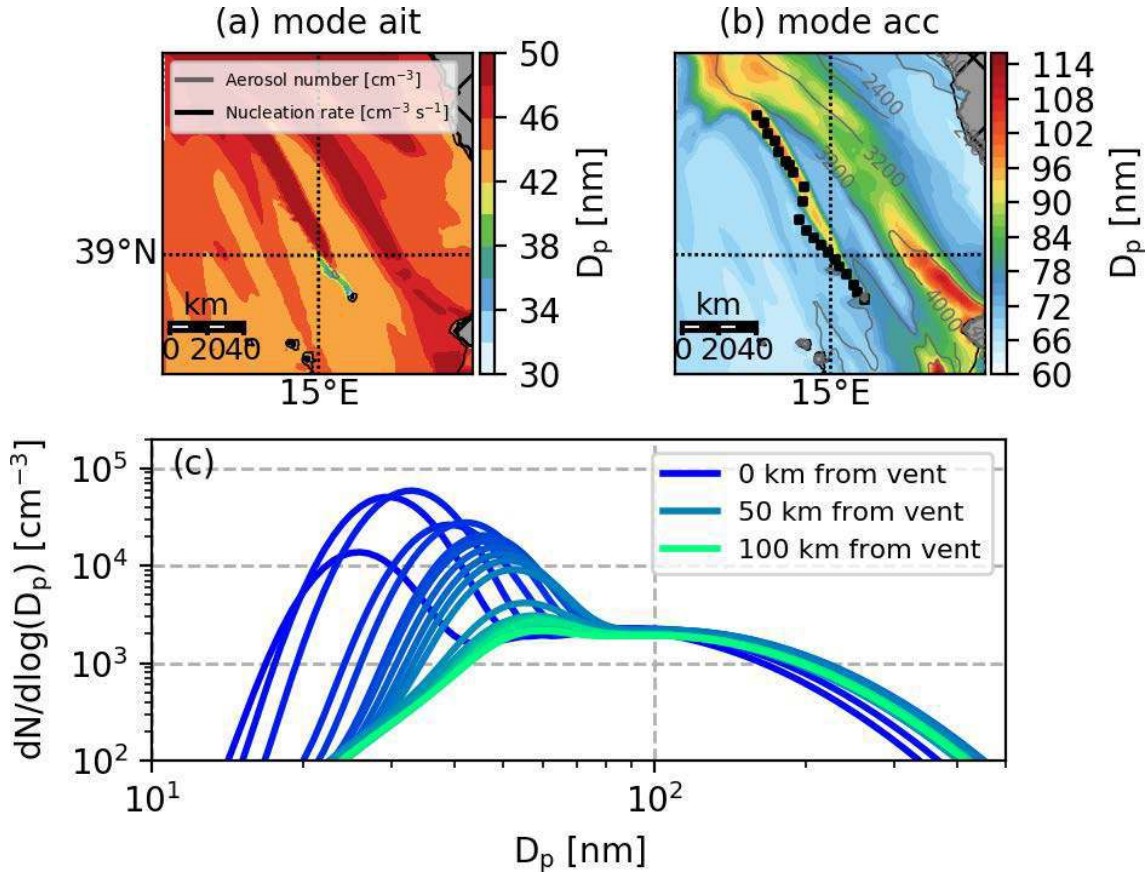 (a) mode ait
(b) mode acc
Aerosol number [cm⁻³]
Nucleation rate [cm⁻³ s⁻¹]
50
46
42
38
34
30
D_p [nm]
39°N
km
0 2040
15°E
2400
3200
3200
4000
114
108
102
96
90
84
78
72
66
60
D_p [nm]
km
0 2040
15°E
(c)
0 km from vent
50 km from vent
100 km from vent
dN/dlog(D_p) [cm⁻³]
10⁵
10⁴
10³
10²
10¹
10²
D_p [nm]